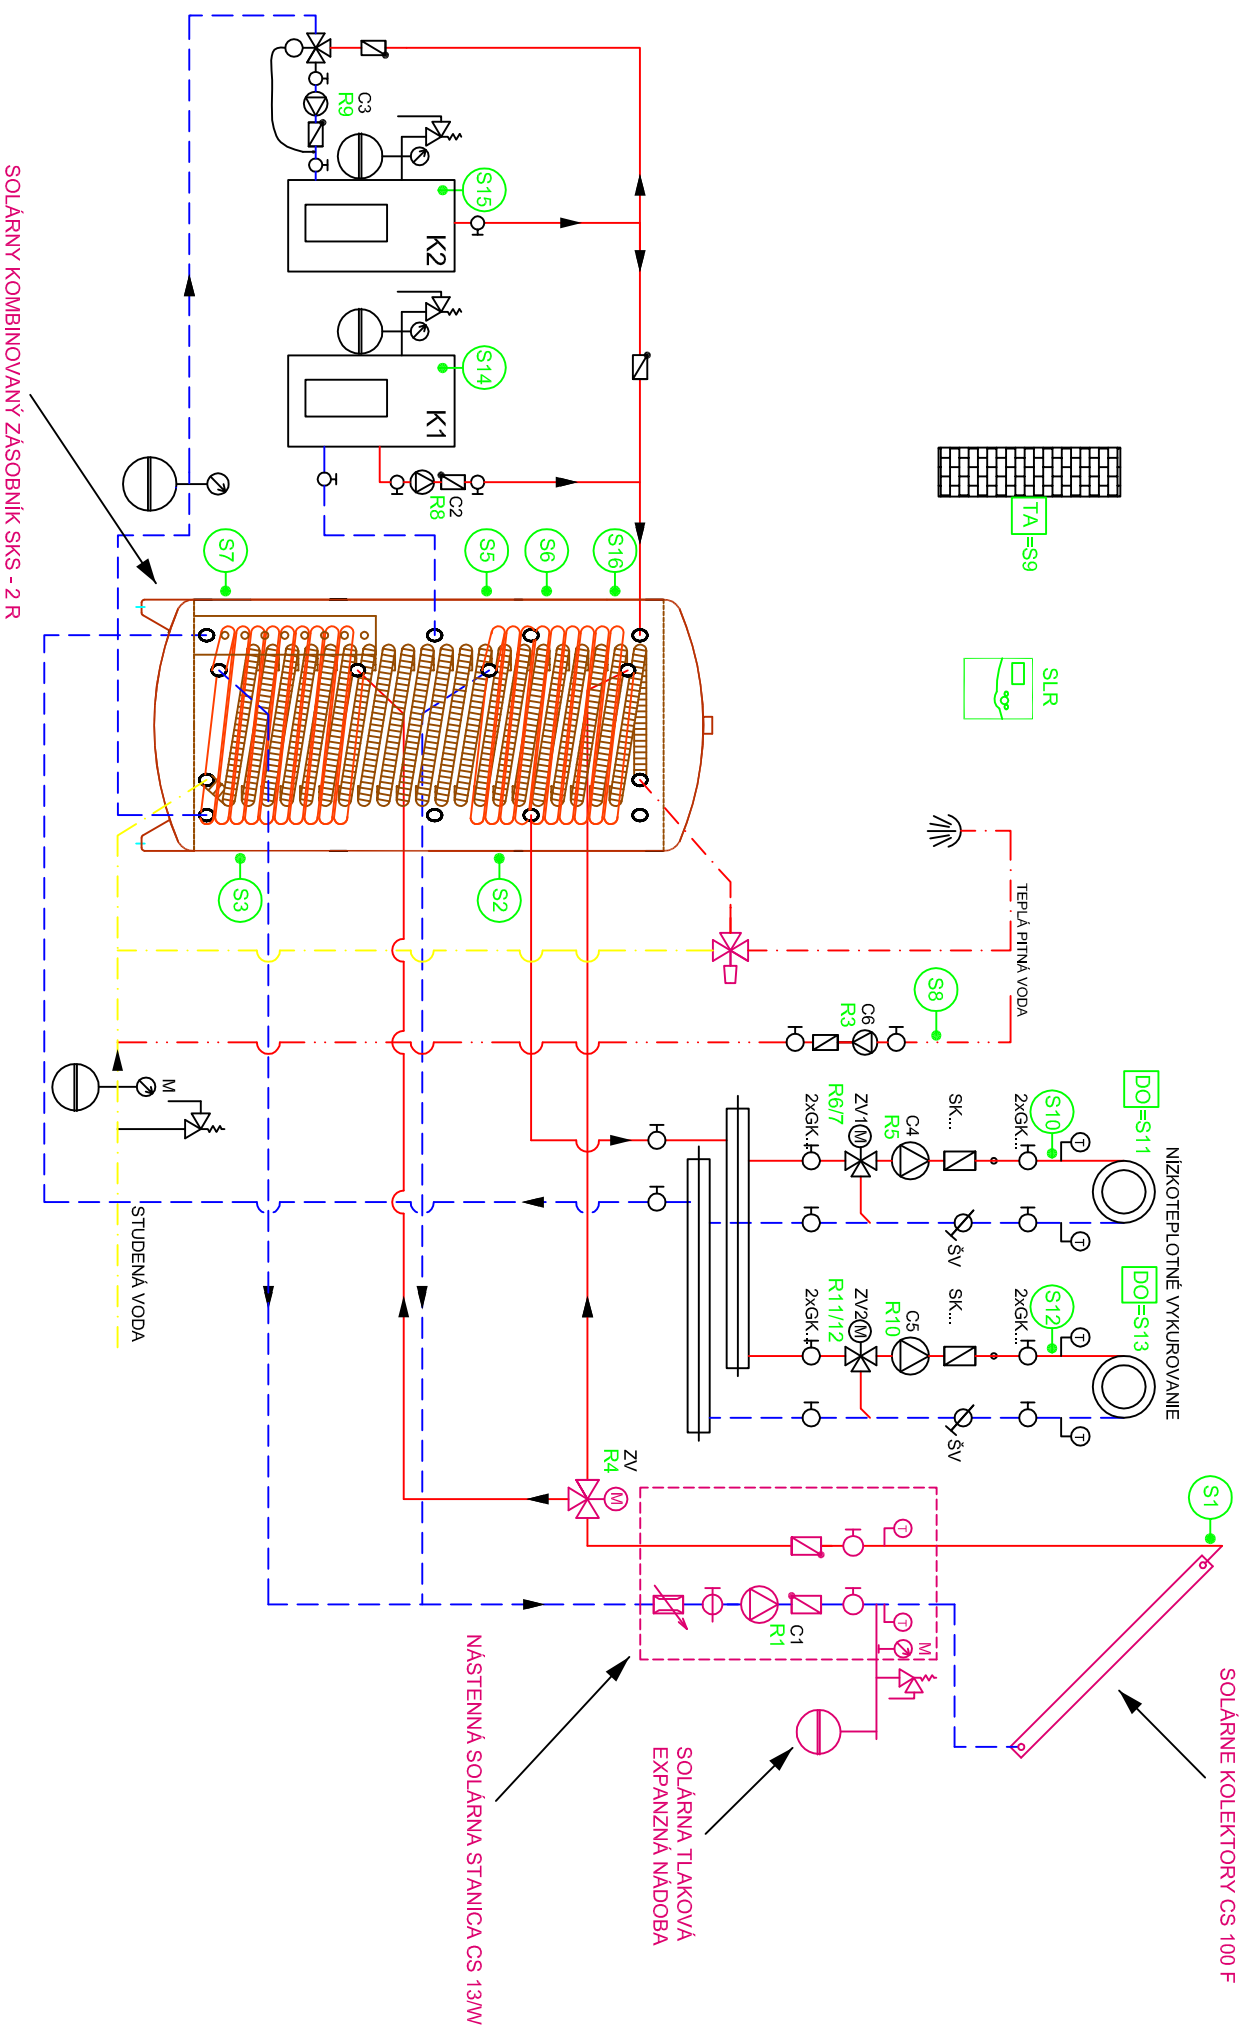 SOLÁRNE KOLEKTORY CS 100 F
S1
SOLÁRNA TLAKOVÁ
EXPANZNÁ NÁDOBA
NÁSTENNÁ SOLÁRNA STANICA CS 13/W
M
T
T
C1
R1
ZV
R4
M
NÍZKOTEPLOTNÉ VYKUROVANIE
DO=S11
S10
T
T
2xGK...
SK...
ŠV
C4
R5
ZV1
M
R6/7
2xGK...
DO=S13
S12
T
T
2xGK...
SK...
ŠV
C5
R10
ZV2
M
R11/12
2xGK...
TEPLÁ PITNÁ VODA
S8
C6
R3
STUDENÁ VODA
M
SLR
TA=S9
S16
S6
S5
S7
S2
S3
S14
K1
C2
R8
S15
K2
C3
R9
SOLÁRNY KOMBINOVANÝ ZÁSOBNÍK SKS - 2 R